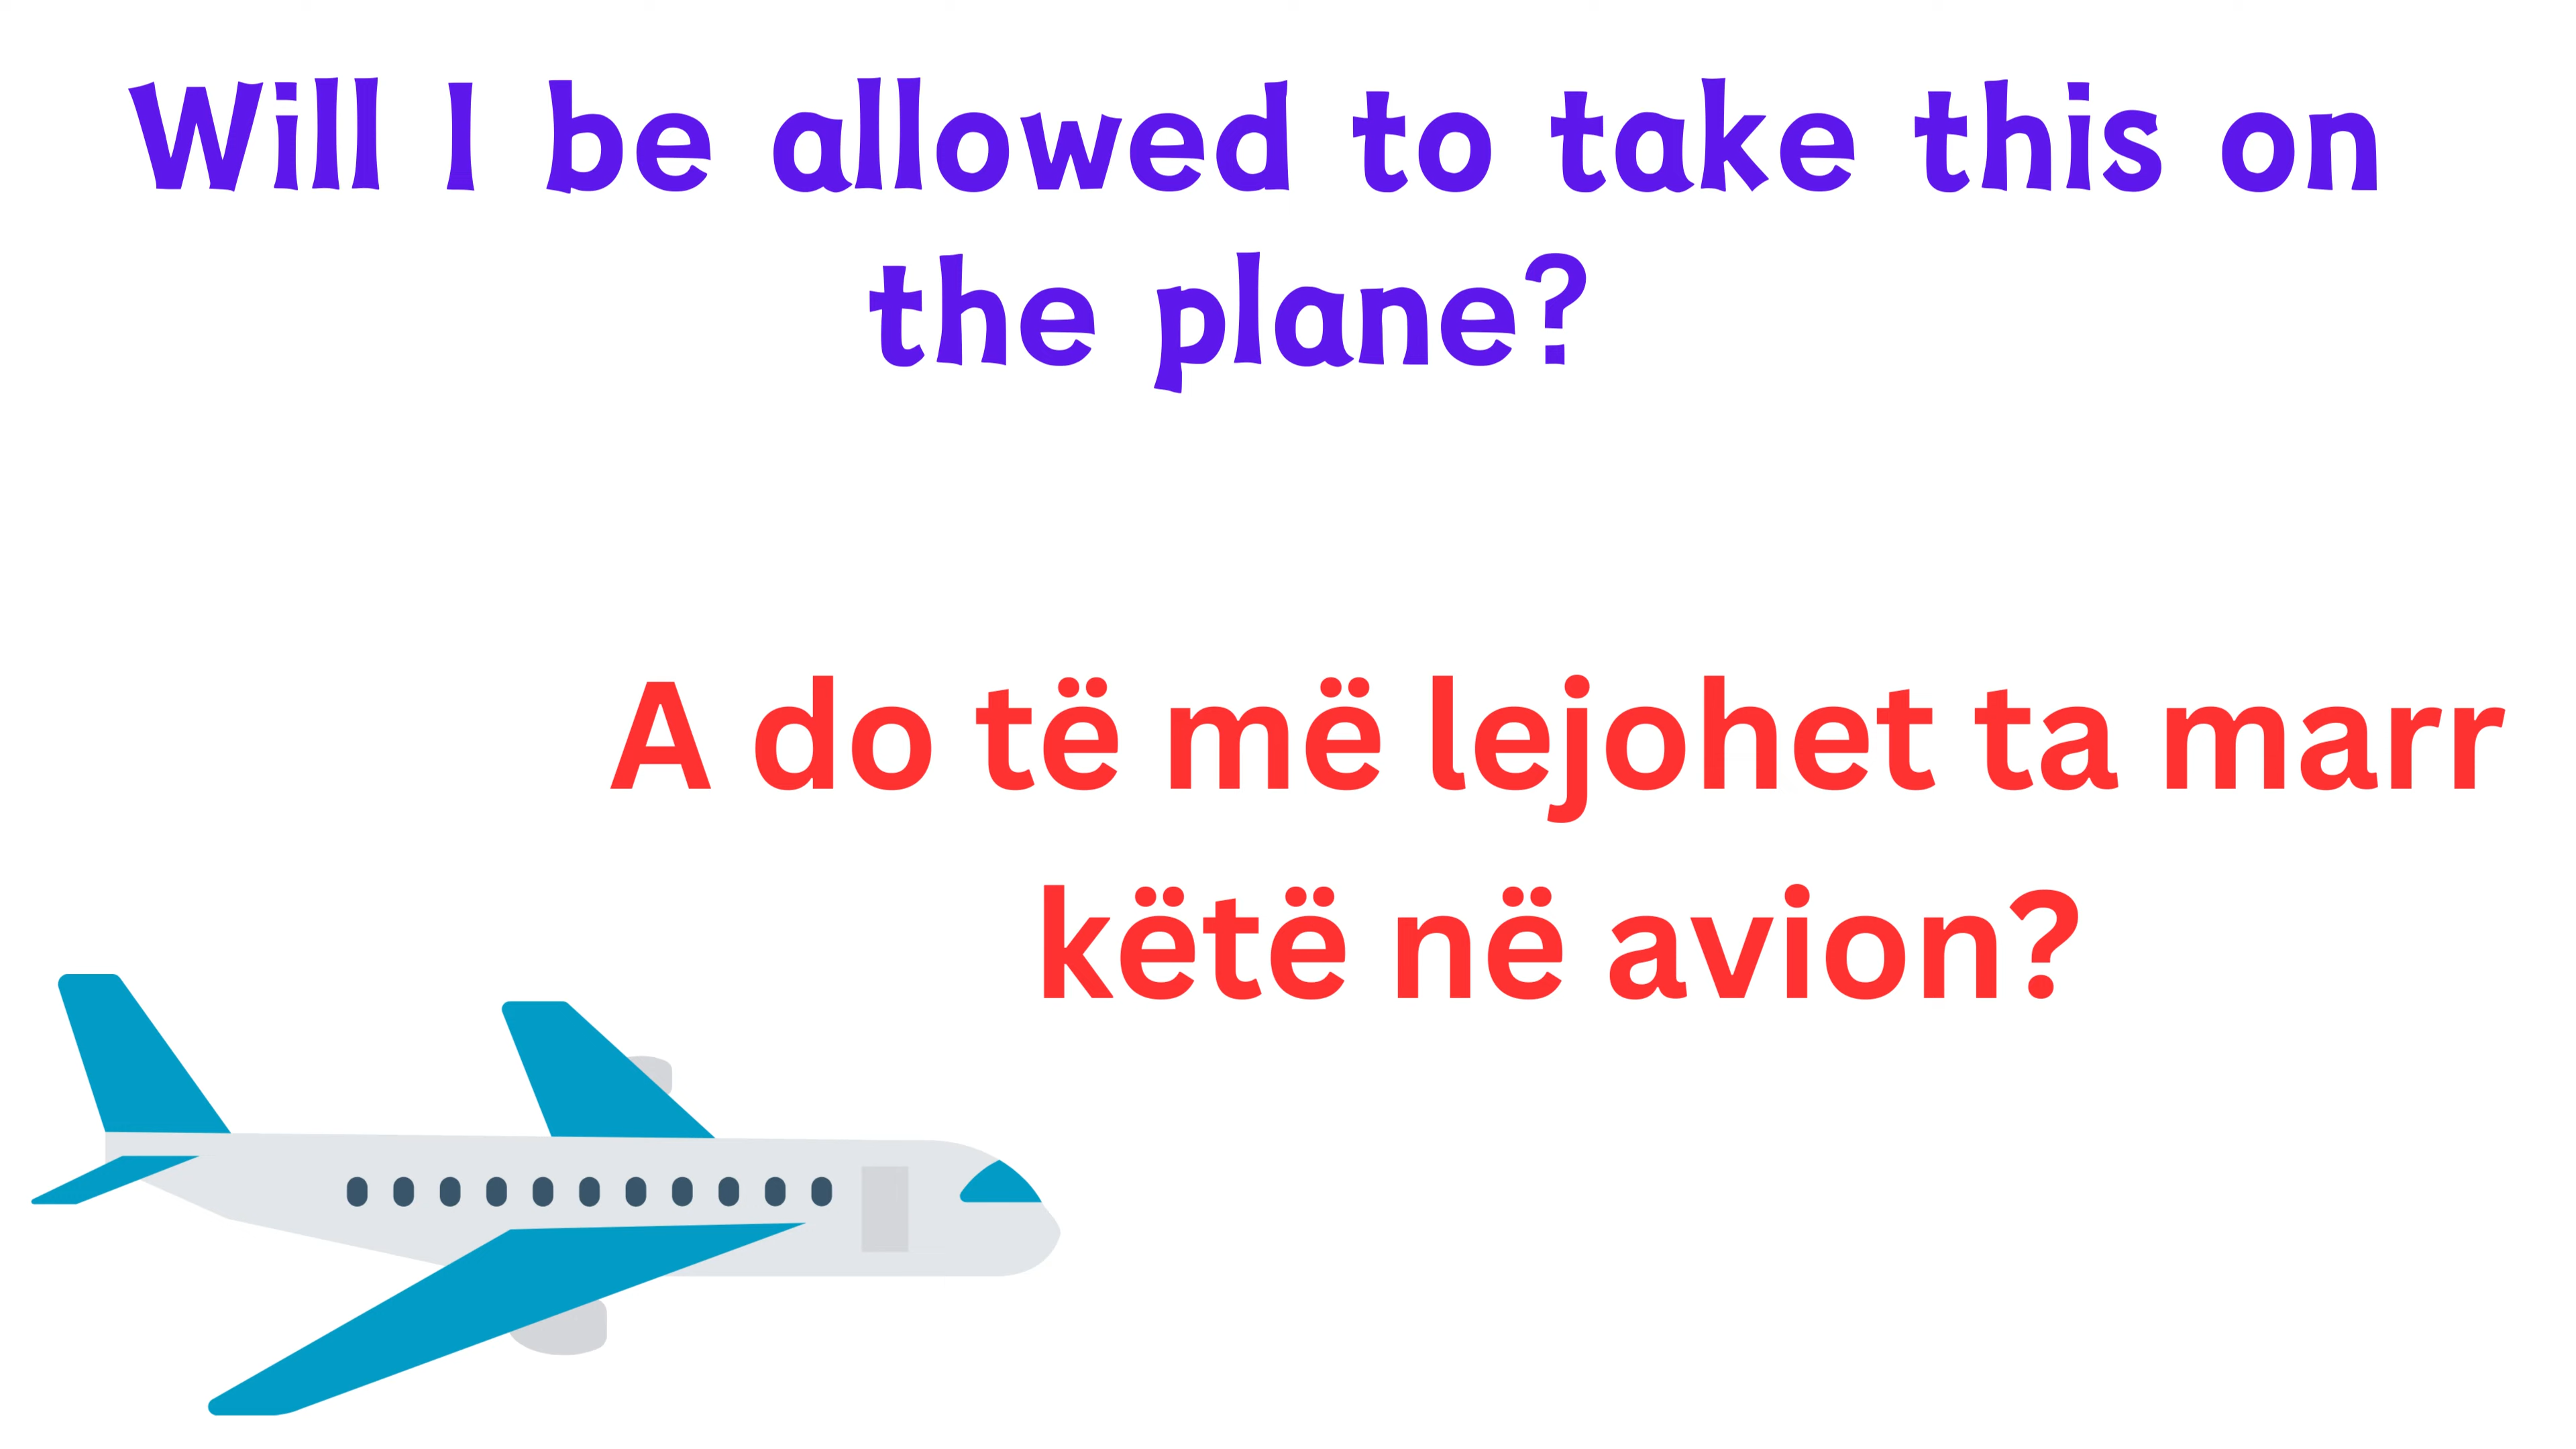 Will I be allowed to take this on
the plane?
A do të më lejohet ta marr
këtë në avion?